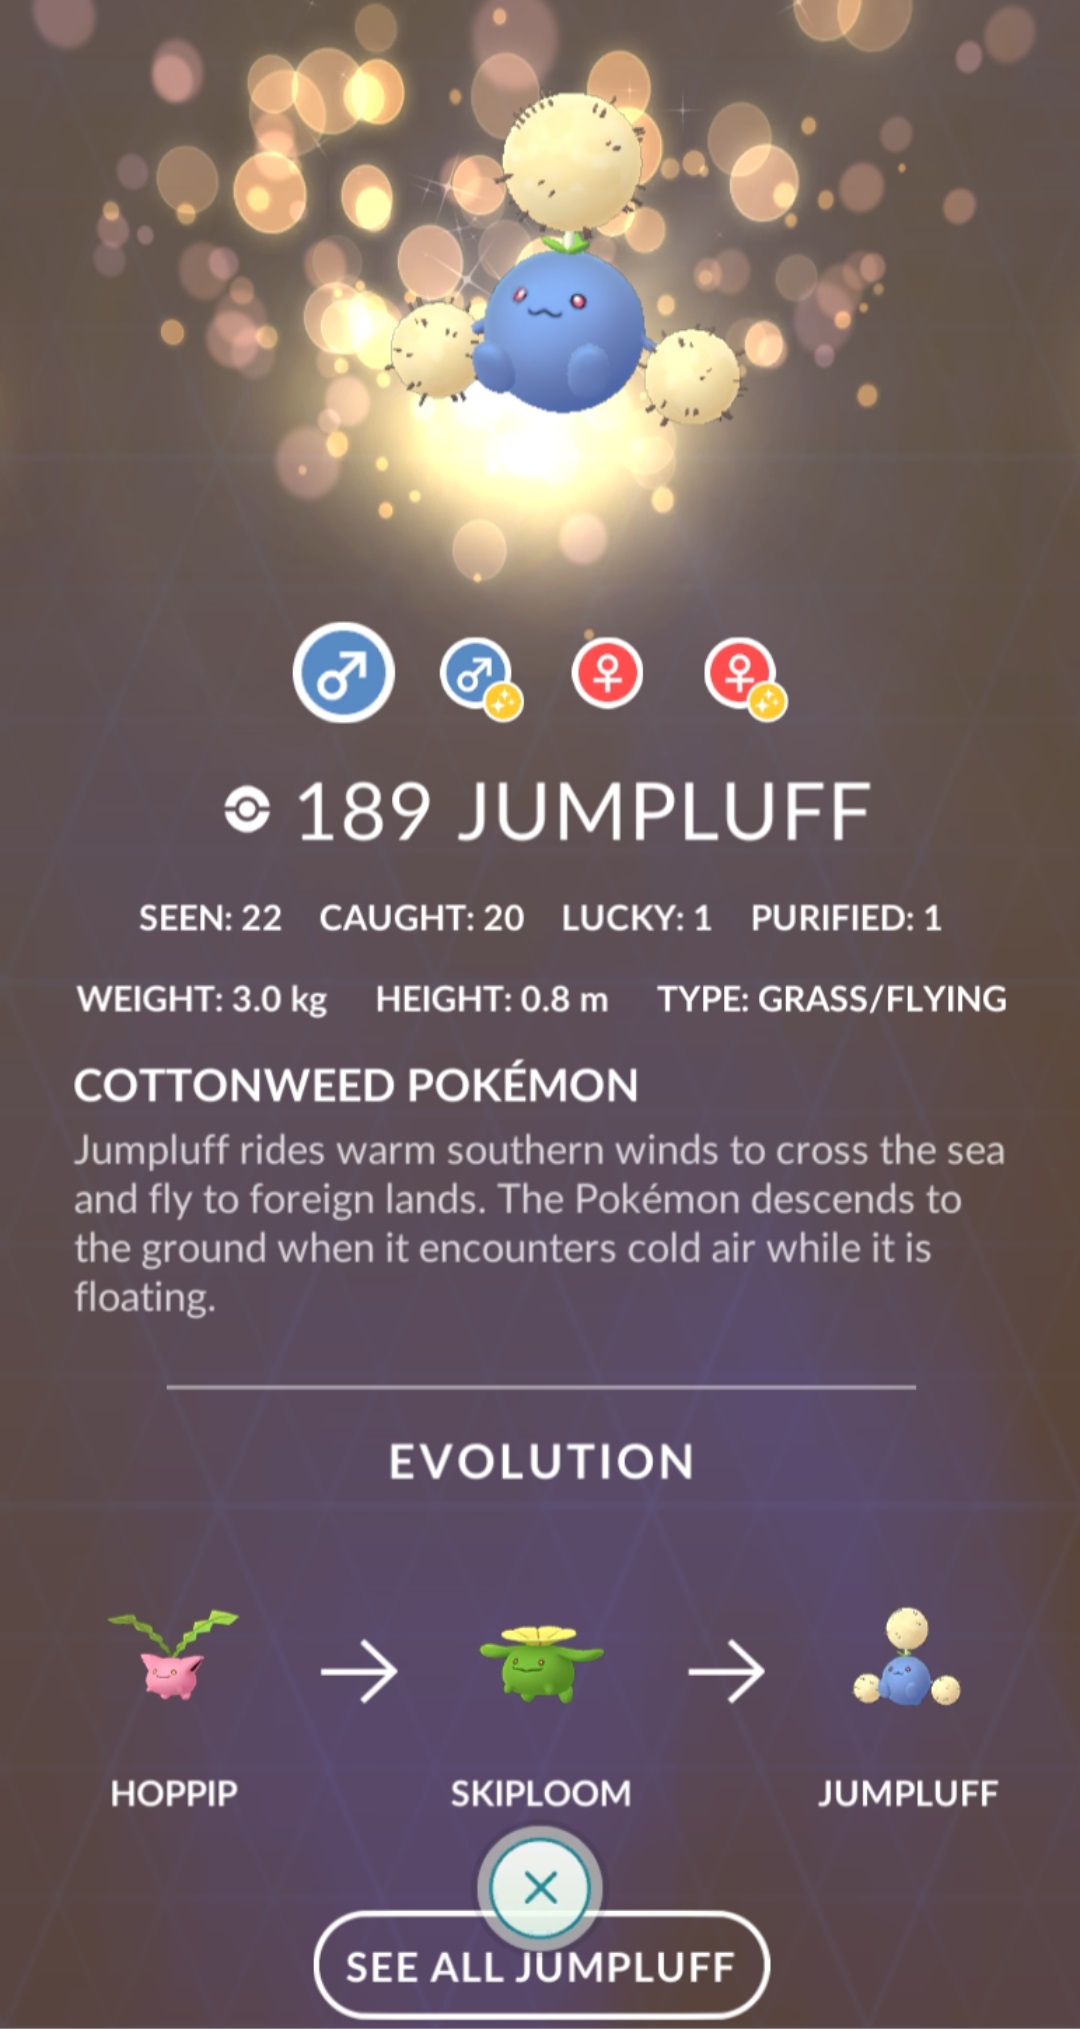 189 JUMPLUFF
SEEN: 22 CAUGHT: 20 LUCKY: 1 PURIFIED: 1
WEIGHT: 3.0 kg HEIGHT: 0.8 m TYPE: GRASS/FLYING
COTTONWEED POKÉMON
Jumpluff rides warm southern winds to cross the sea
and fly to foreign lands. The Pokémon descends to
the ground when it encounters cold air while it is
floating.
EVOLUTION
HOPPIP SKIPLOOM JUMPLUFF
SEE ALL JUMPLUFF